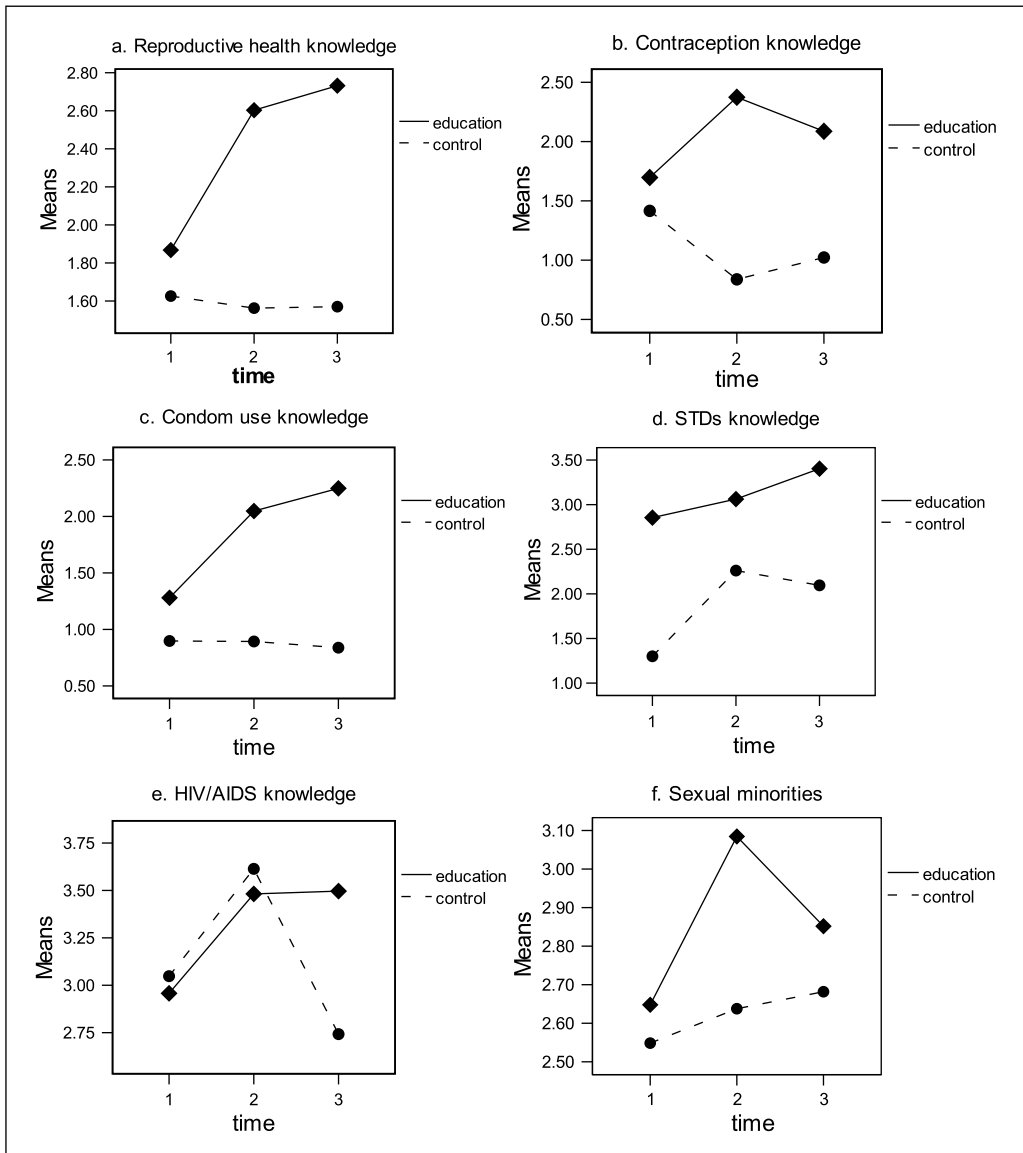 a. Reproductive health knowledge
2.80
2.60
2.40
2.20
2.00
1.80
1.60
Means
1
2
3
time
education
control
b. Contraception knowledge
2.50
2.00
1.50
1.00
0.50
Means
1
2
3
time
education
control
c. Condom use knowledge
2.50
2.00
1.50
1.00
0.50
Means
1
2
3
time
education
control
d. STDs knowledge
3.50
3.00
2.50
2.00
1.50
1.00
Means
1
2
3
time
education
control
e. HIV/AIDS knowledge
3.75
3.50
3.25
3.00
2.75
Means
1
2
3
time
education
control
f. Sexual minorities
3.10
3.00
2.90
2.80
2.70
2.60
2.50
Means
1
2
3
time
education
control